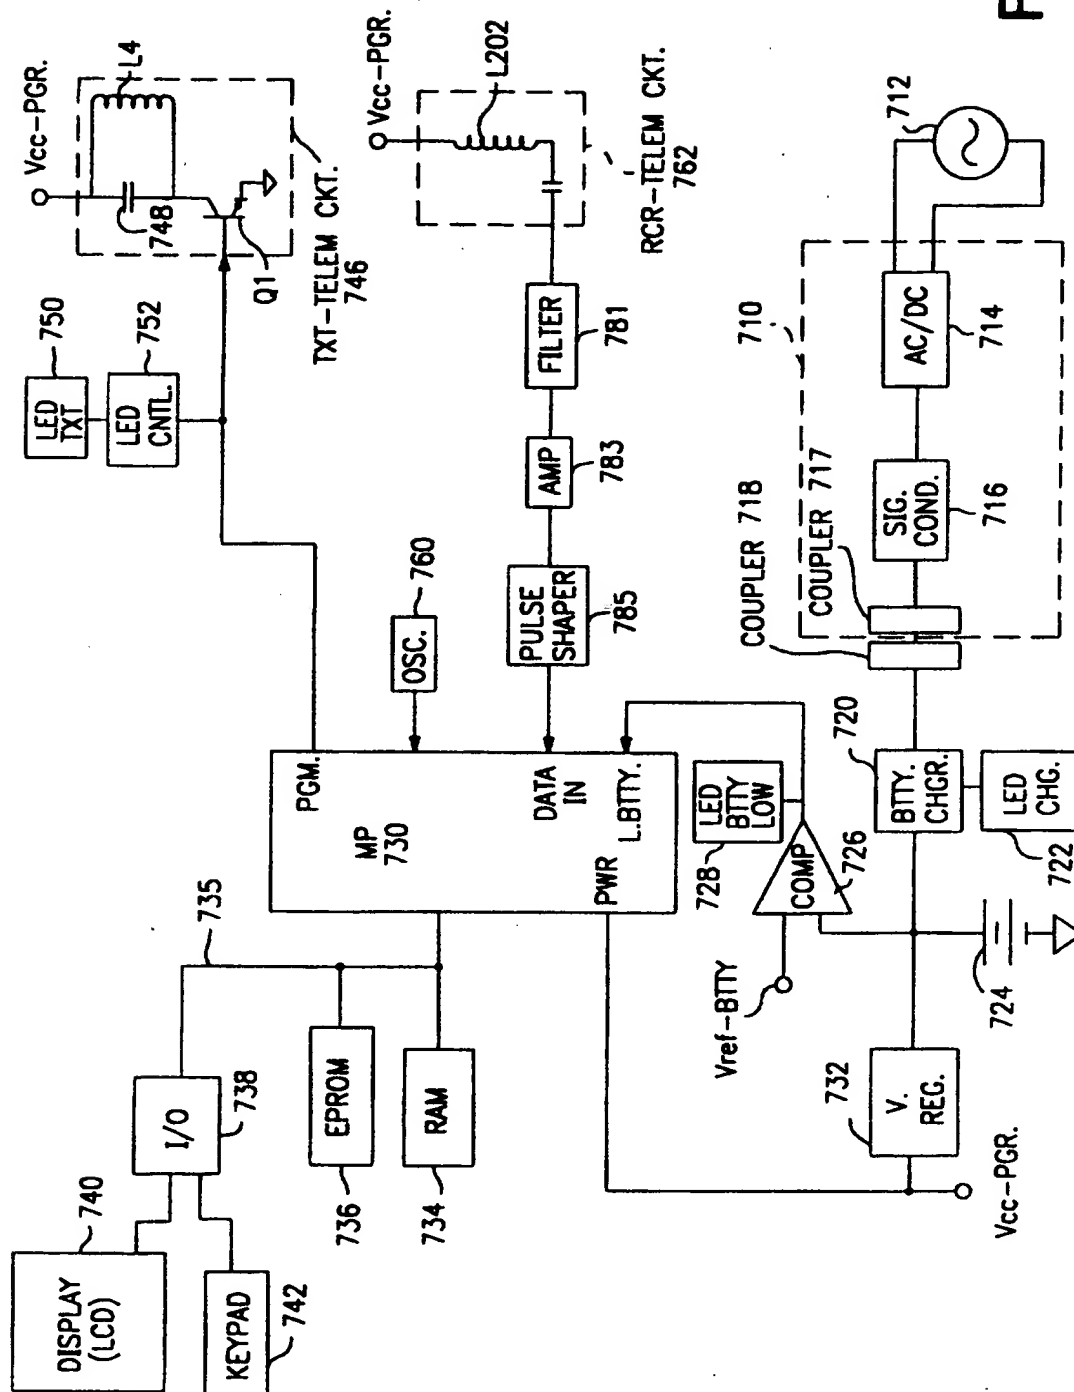 DISPLAY
(LCD)
740
KEYPAD
742
I/O
738
735
EPROM
736
RAM
734
MP
730
PGM.
DATA
IN
L.BTTY.
PWR
OSC.
760
LED
TXT
750
LED
CNTL.
752
Vcc-PGR.
L4
748
Q1
TXT-TELEM CKT.
746
Vcc-PGR.
L202
RCR-TELEM CKT.
762
FILTER
781
AMP
783
PULSE
SHAPER
785
LED
BTTY
LOW
728
COMP
726
Vref-BTTY
Vcc-PGR.
V.
REG.
732
724
BTTY.
CHGR.
720
LED
CHG.
722
COUPLER 718
COUPLER 717
SIG.
COND.
716
AC/DC
714
710
712